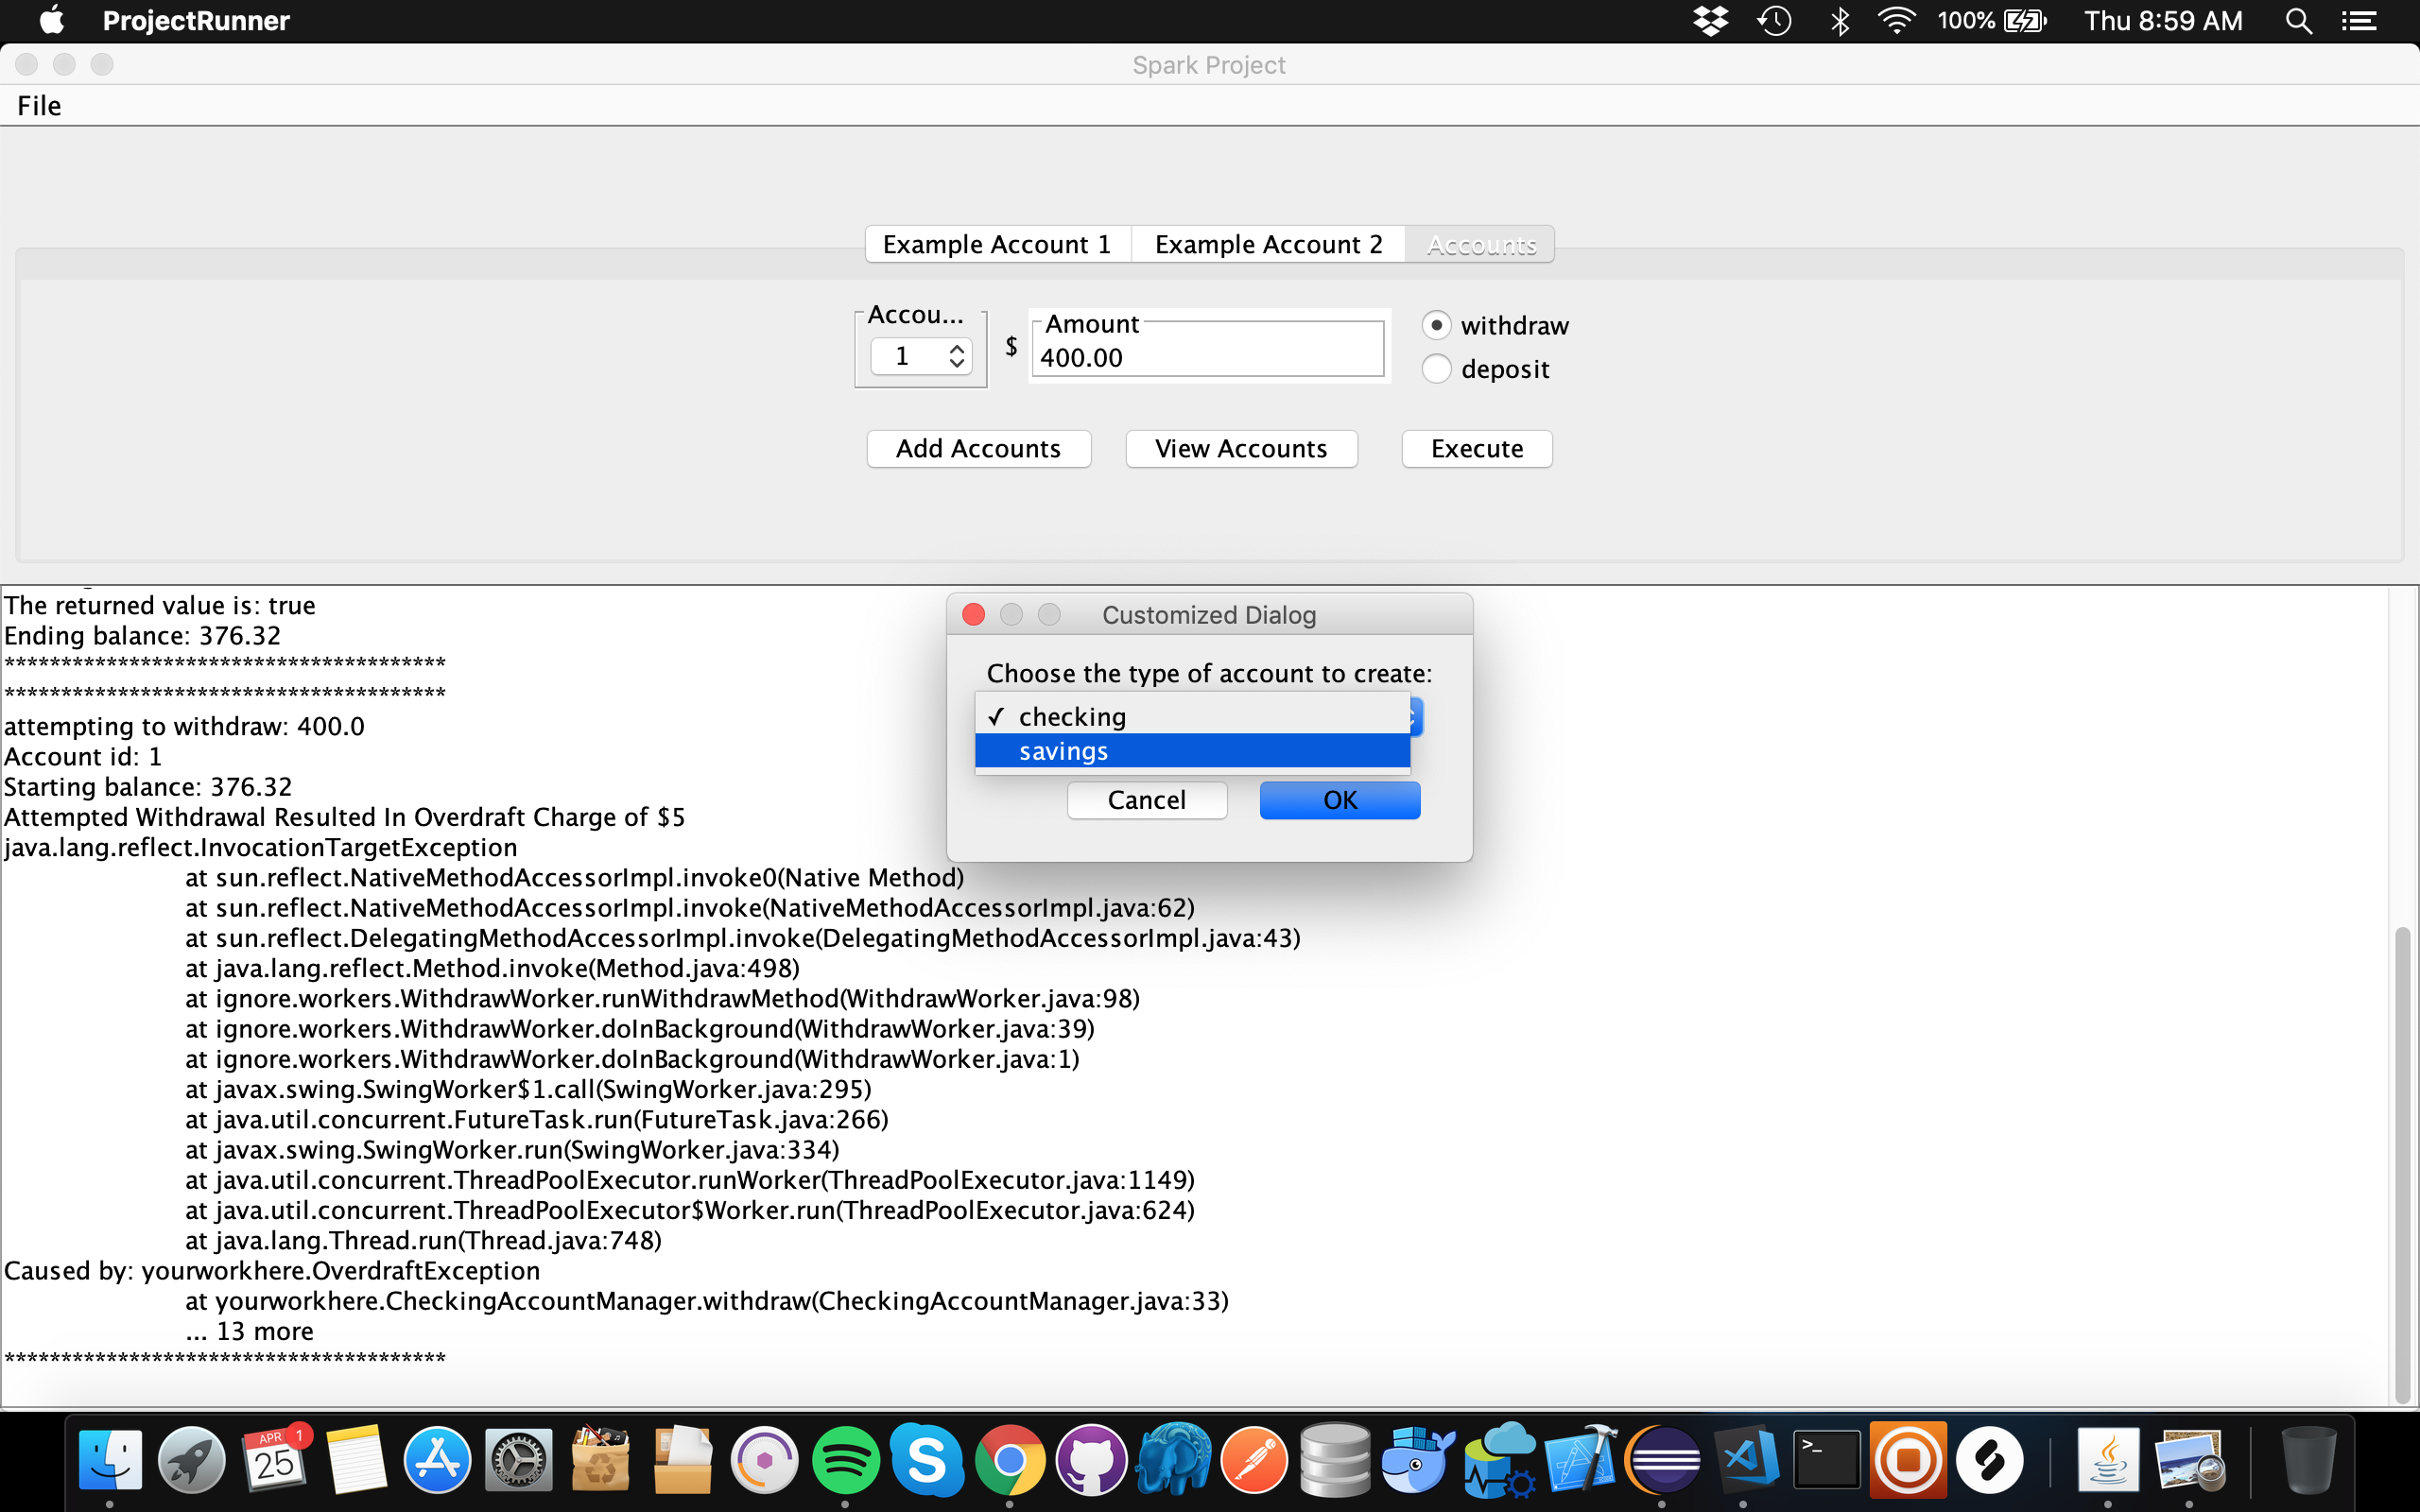 ProjectRunner
100%
Thu 8:59 AM
Spark Project
File
Example Account 1
Example Account 2
Accounts
Accou...
1
$
Amount
400.00
withdraw
deposit
Add Accounts
View Accounts
Execute
The returned value is: true
Ending balance: 376.32
***************************************
***************************************
attempting to withdraw: 400.0
Account id: 1
Starting balance: 376.32
Attempted Withdrawal Resulted In Overdraft Charge of $5
java.lang.reflect.InvocationTargetException
at sun.reflect.NativeMethodAccessorImpl.invoke0(Native Method)
at sun.reflect.NativeMethodAccessorImpl.invoke(NativeMethodAccessorImpl.java:62)
at sun.reflect.DelegatingMethodAccessorImpl.invoke(DelegatingMethodAccessorImpl.java:43)
at java.lang.reflect.Method.invoke(Method.java:498)
at ignore.workers.WithdrawWorker.runWithdrawMethod(WithdrawWorker.java:98)
at ignore.workers.WithdrawWorker.doInBackground(WithdrawWorker.java:39)
at ignore.workers.WithdrawWorker.doInBackground(WithdrawWorker.java:1)
at javax.swing.SwingWorker$1.call(SwingWorker.java:295)
at java.util.concurrent.FutureTask.run(FutureTask.java:266)
at javax.swing.SwingWorker.run(SwingWorker.java:334)
at java.util.concurrent.ThreadPoolExecutor.runWorker(ThreadPoolExecutor.java:1149)
at java.util.concurrent.ThreadPoolExecutor$Worker.run(ThreadPoolExecutor.java:624)
at java.lang.Thread.run(Thread.java:748)
Caused by: yourworkhere.OverdraftException
at yourworkhere.CheckingAccountManager.withdraw(CheckingAccountManager.java:33)
... 13 more
***************************************
Customized Dialog
Choose the type of account to create:
✓ checking
savings
Cancel
OK
APR
1
25
S
>_